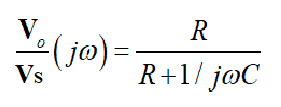 V_o/V_s (jω) = R / (R+1/jωC)